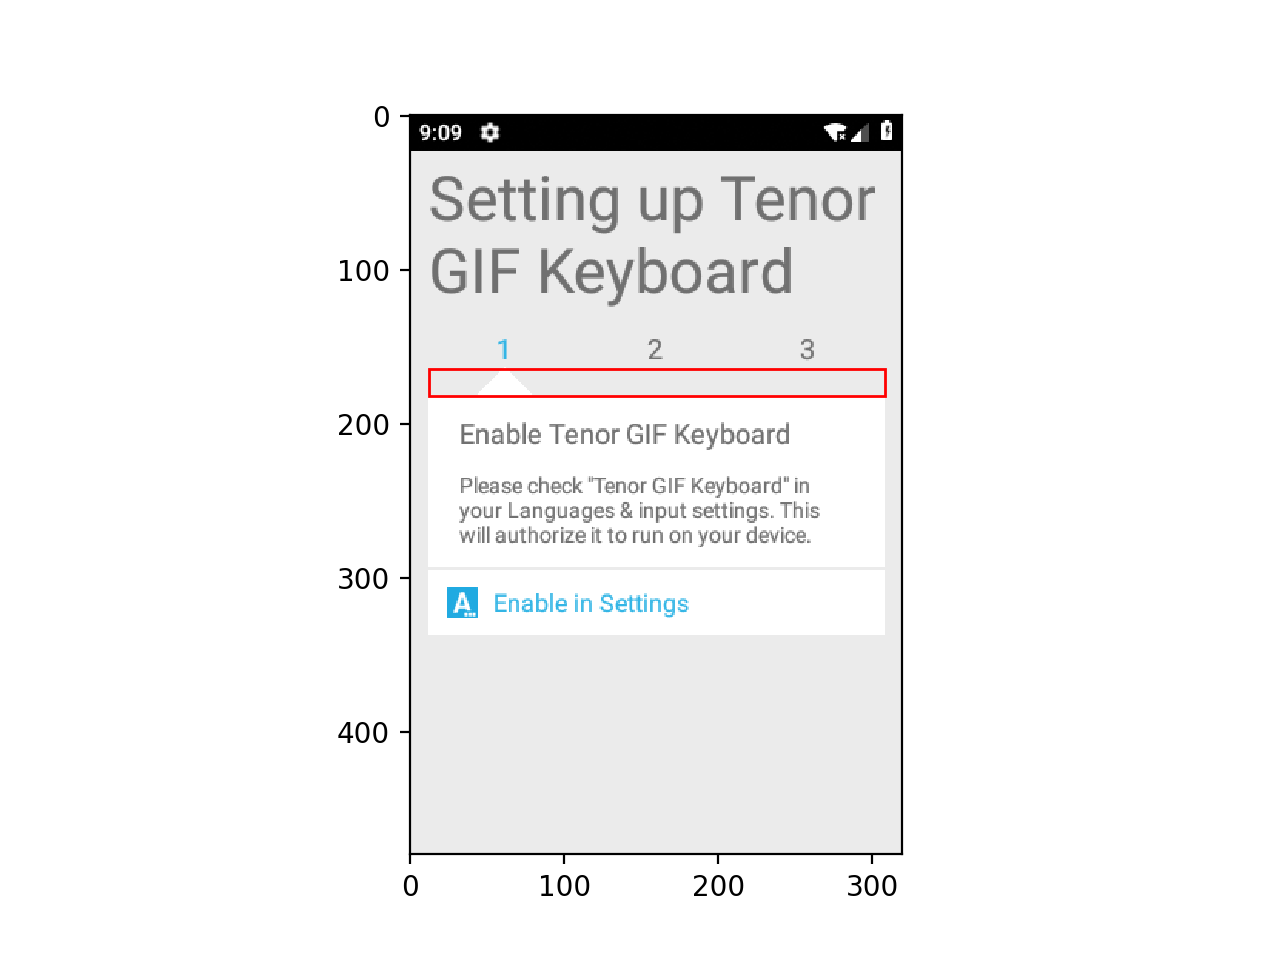 0
9:09
Setting up Tenor
GIF Keyboard
100
1 2 3
200
Enable Tenor GIF Keyboard
Please check "Tenor GIF Keyboard" in
your Languages & input settings. This
will authorize it to run on your device.
300
A
Enable in Settings
400
0 100 200 300